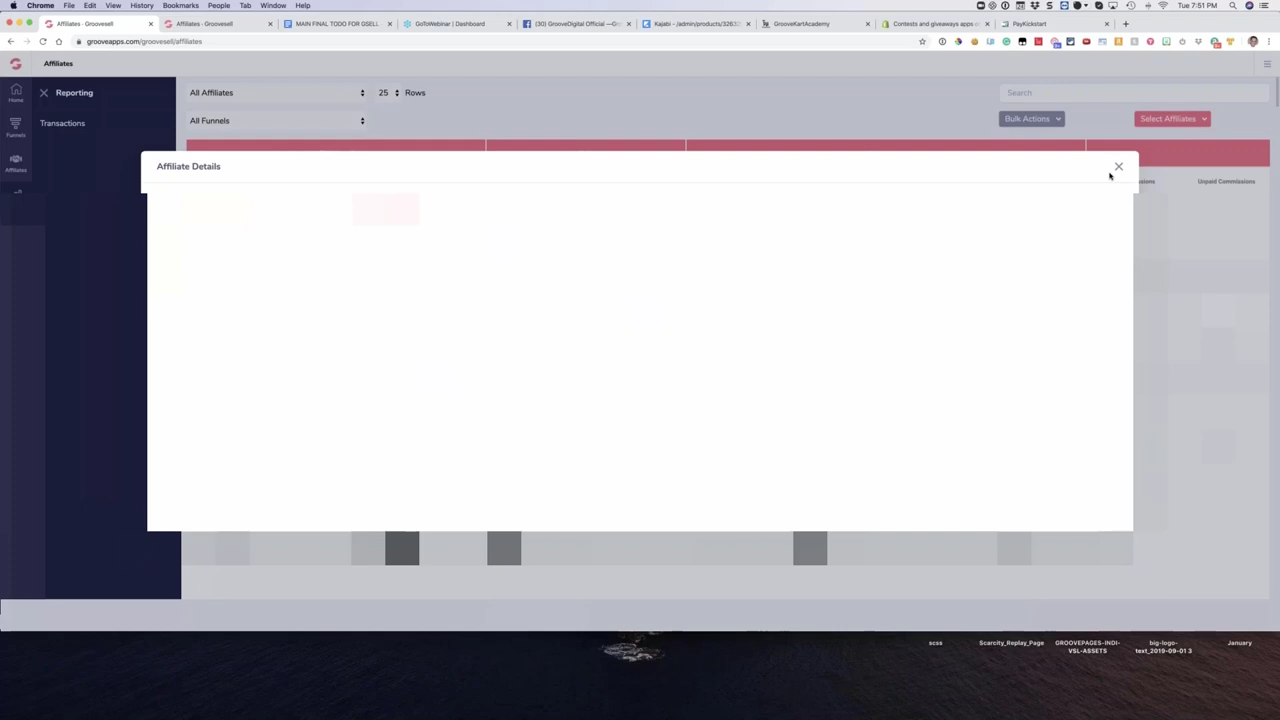 Chrome File Edit View History Bookmarks People Tab Window Help
Tue 7:51 PM
Affiliates - Groovesell
Affiliates - Groovesell
MAIN FINAL TODO FOR GSELL
GoToWebinar | Dashboard
(30) GrooveDigital Official —Gr
Kajabi - /admin/products/32632
GrooveKartAcademy
Contests and giveaways apps o
PayKickstart
grooveapps.com/groovesell/affiliates
Affiliates
Home
Reporting
All Affiliates
25
Rows
Search
Transactions
Funnels
All Funnels
Bulk Actions
Select Affiliates
Affiliates
Affiliate Details
Unpaid Commissions
scss
Scarcity_Replay_Page
GROOVEPAGES-INDI-
VSL-ASSETS
big-logo-
text_2019-09-01 3
January